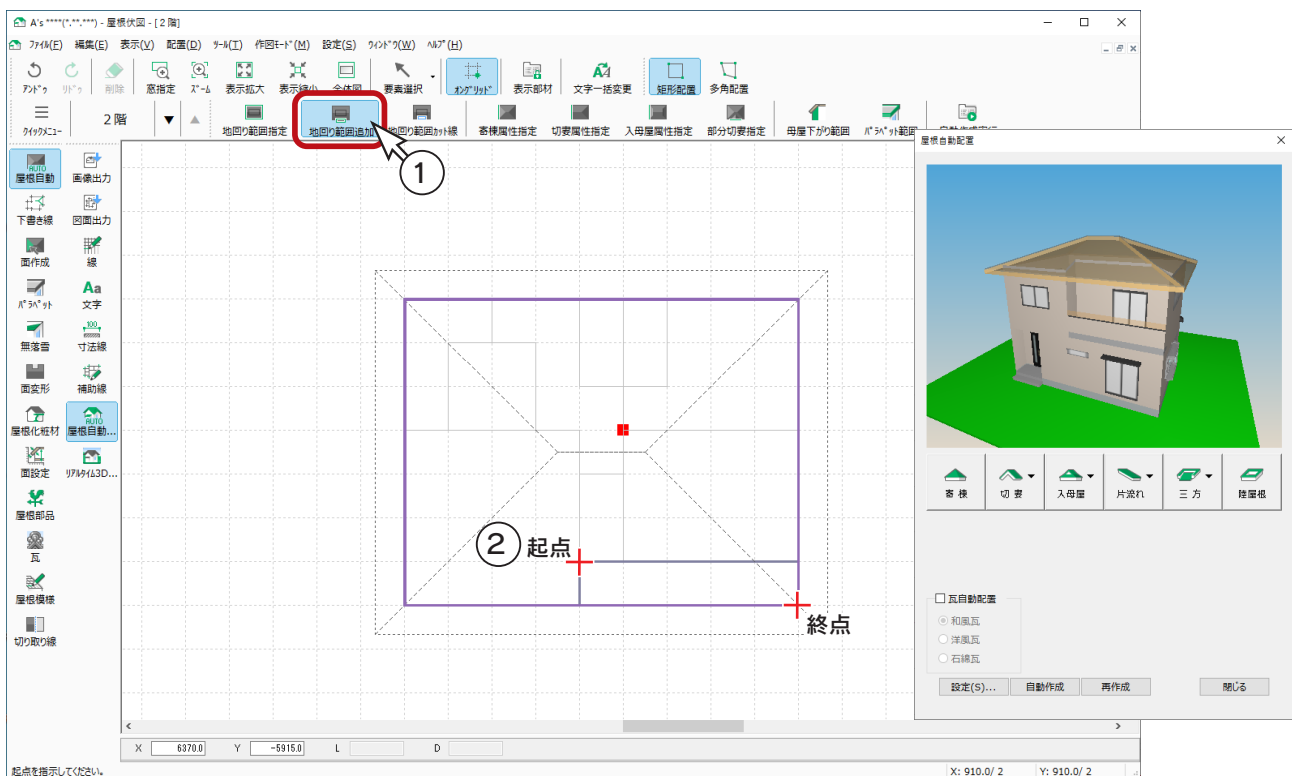 A's ****(*.**.***) - 屋根伏図 - [２階]
ﾌｧｲﾙ(F) 編集(E) 表示(V) 配置(D) ﾂｰﾙ(T) 作図ﾓｰﾄﾞ(M) 設定(S) ｳｨﾝﾄﾞｳ(W) ﾍﾙﾌﾟ(H)
ｱﾝﾄﾞｩ ﾘﾄﾞｩ 削除 窓指定 ｽﾞｰﾑ 表示拡大 表示縮小 全体図 要素選択 ｵﾝｸﾞﾘｯﾄﾞ 表示部材 文字一括変更 矩形配置 多角配置
ｸｲｯｸﾒﾆｭｰ 2階 ▼ ▲ 地回り範囲指定 地回り範囲追加 地回り範囲ｶｯﾄ線 寄棟属性指定 切妻属性指定 入母屋属性指定 部分切妻指定 母屋下がり範囲 ﾊﾟﾗﾍﾟｯﾄ範囲
①
屋根自動 画像出力
下書き線 図面出力
面作成 線
ﾊﾟﾗﾍﾟｯﾄ 文字
無落雪 寸法線
面変形 補助線
屋根化粧材 屋根自動...
面設定 ﾘｱﾙﾀｲﾑ3D...
屋根部品
瓦
屋根模様
切り取り線
② 起点
終点
屋根自動配置
寄棟 切妻 入母屋 片流れ 三方 陸屋根
瓦自動配置
和風瓦
洋風瓦
石綿瓦
設定(S)... 自動作成 再作成 閉じる
X 6370.0 Y -5915.0 L D
起点を指示してください。 X: 910.0/ 2 Y: 910.0/ 2